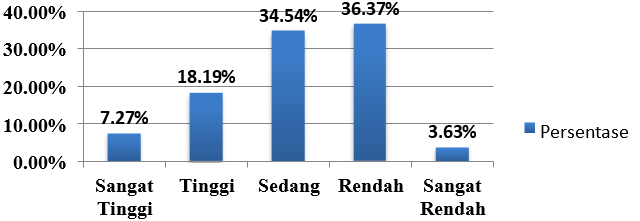 40.00%
30.00%
20.00%
10.00%
0.00%
7.27%
18.19%
34.54%
36.37%
3.63%
Sangat
Tinggi
Tinggi
Sedang
Rendah
Sangat
Rendah
Persentase